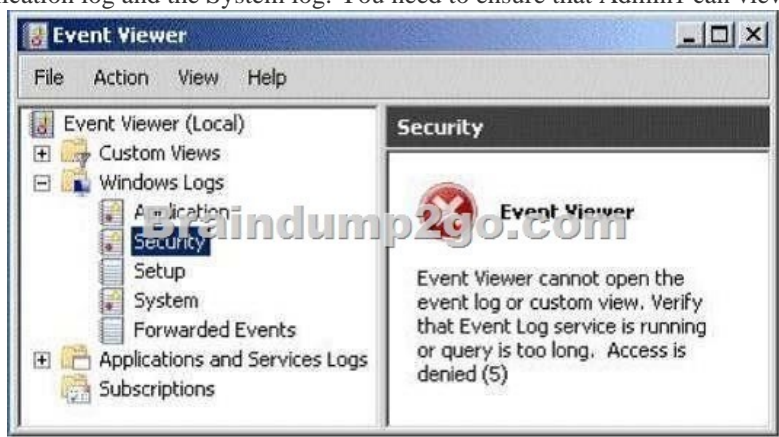 ication log and the System log. You need to ensure that Admin1 can view
Event Viewer
File Action View Help
Event Viewer (Local)
Custom Views
Windows Logs
Application
Security
Setup
System
Forwarded Events
Applications and Services Logs
Subscriptions
Security
Event Viewer
Event Viewer cannot open the
event log or custom view. Verify
that Event Log service is running
or query is too long. Access is
denied (5)
Braindump2go.com